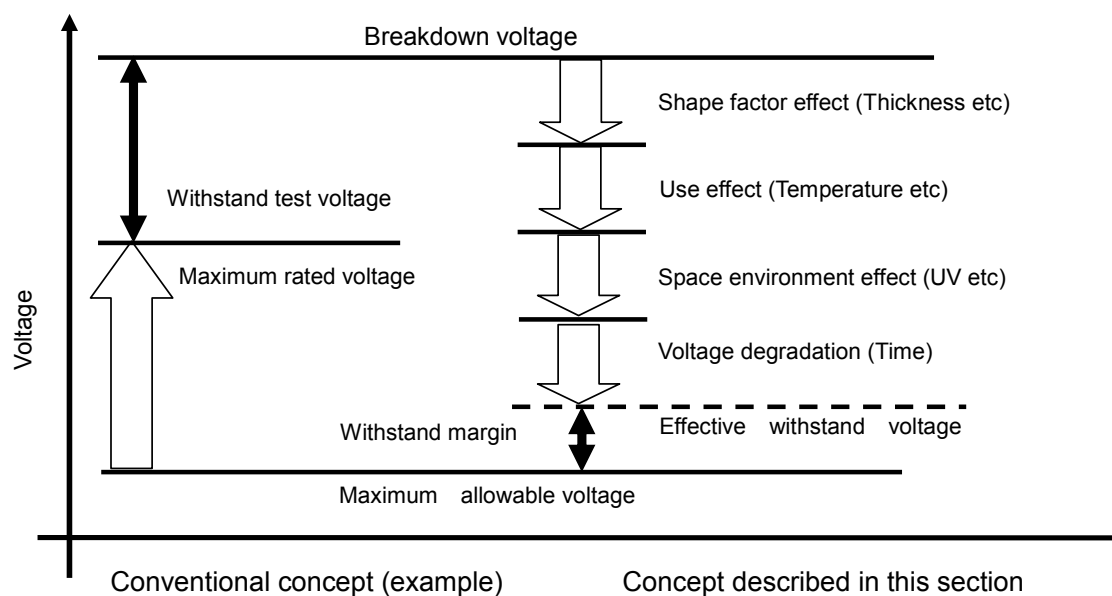 Breakdown voltage
Shape factor effect (Thickness etc)
Withstand test voltage
Use effect (Temperature etc)
Maximum rated voltage
Space environment effect (UV etc)
Voltage
Voltage degradation (Time)
Withstand margin
Effective withstand voltage
Maximum allowable voltage
Conventional concept (example)
Concept described in this section